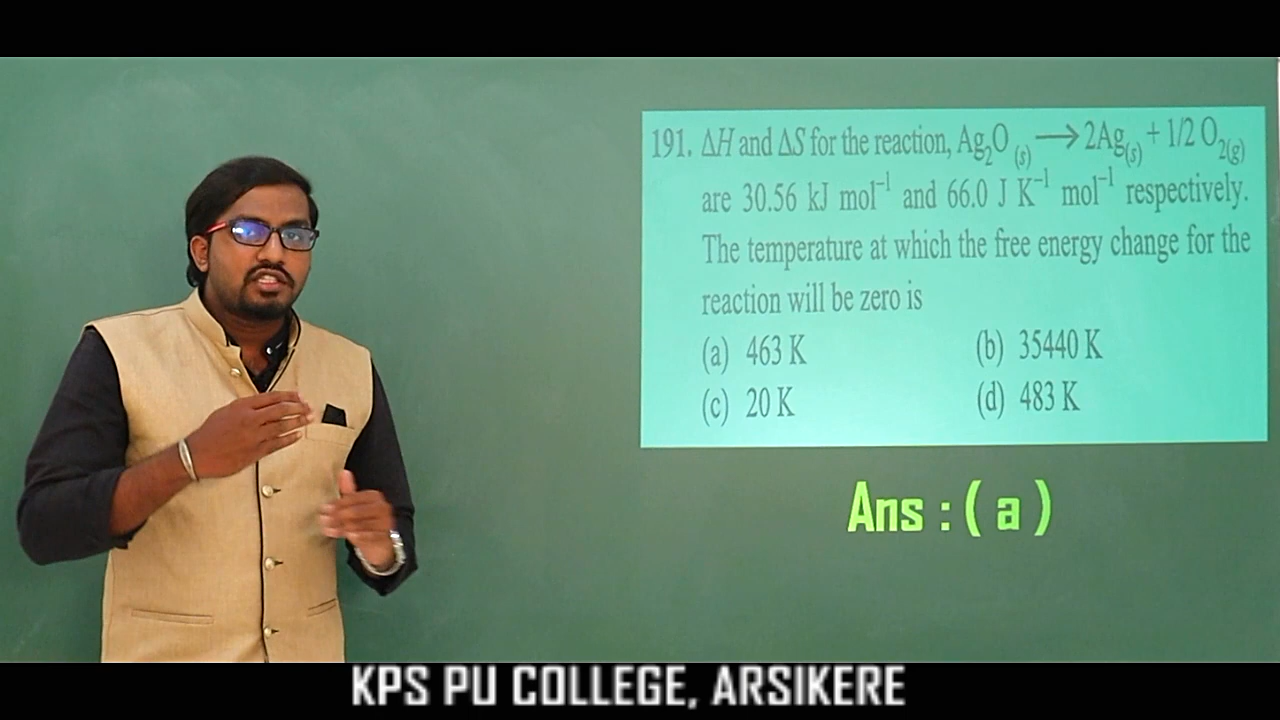 191. ΔH and ΔS for the reaction, Ag₂O₍s₎ ⟶ 2Ag₍s₎ + 1/2 O₂₍g₎
are 30.56 kJ mol⁻¹ and 66.0 J K⁻¹ mol⁻¹ respectively.
The temperature at which the free energy change for the
reaction will be zero is
(a) 463 K (b) 35440 K
(c) 20 K (d) 483 K
Ans : ( a )
KPS PU COLLEGE, ARSIKERE